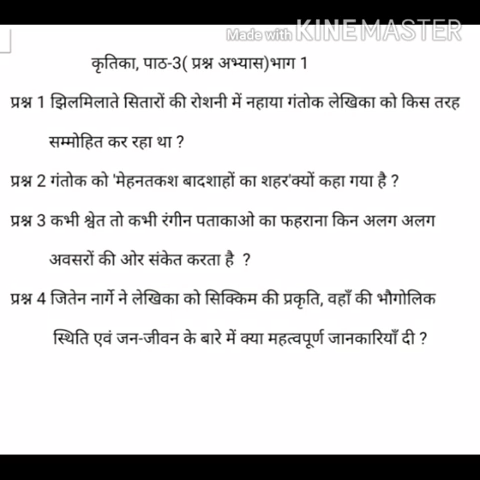 Made with KINEMASTER
कृतिका, पाठ-3( प्रश्न अभ्यास)भाग 1
प्रश्न 1 झिलमिलाते सितारों की रोशनी में नहाया गंतोक लेखिका को किस तरह
सम्मोहित कर रहा था ?
प्रश्न 2 गंतोक को 'मेहनतकश बादशाहों का शहर'क्यों कहा गया है ?
प्रश्न 3 कभी श्वेत तो कभी रंगीन पताकाओ का फहराना किन अलग अलग
अवसरों की ओर संकेत करता है ?
प्रश्न 4 जितेन नार्गे ने लेखिका को सिक्किम की प्रकृति, वहाँ की भौगोलिक
स्थिति एवं जन-जीवन के बारे में क्या महत्वपूर्ण जानकारियाँ दी ?